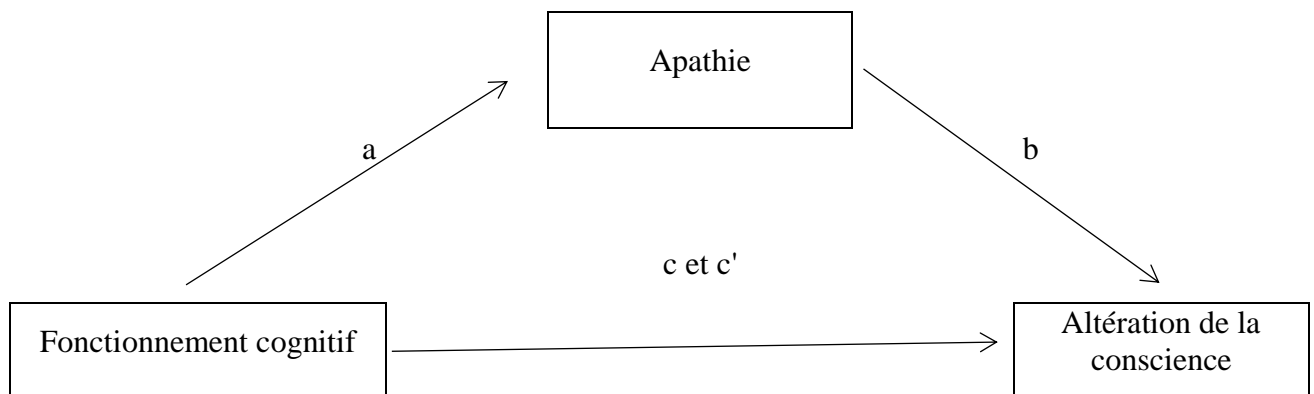 Apathie
a
b
c et c'
Fonctionnement cognitif
Altération de la
conscience